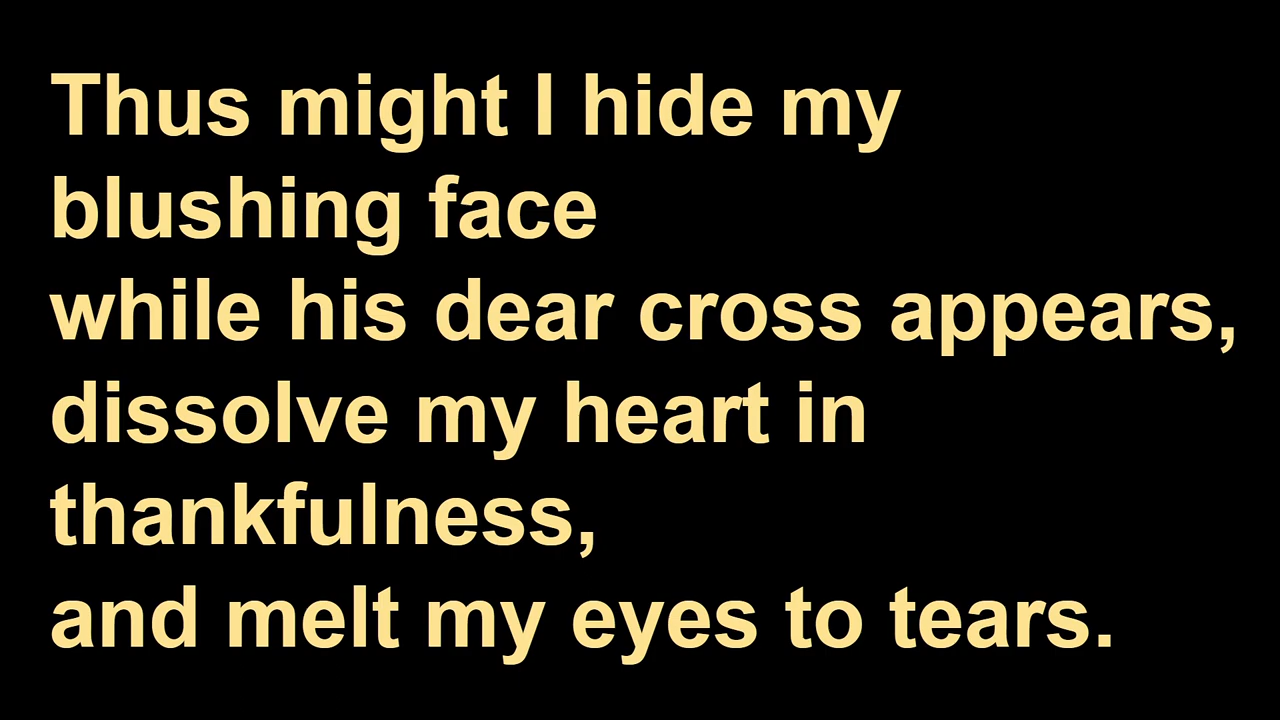 Thus might I hide my
blushing face
while his dear cross appears,
dissolve my heart in
thankfulness,
and melt my eyes to tears.